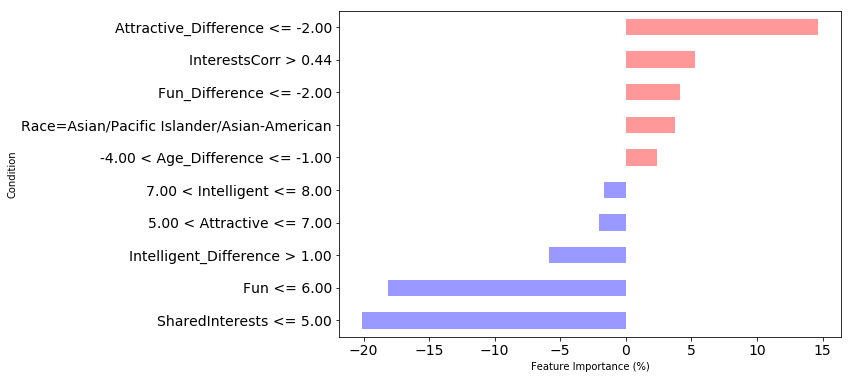 Attractive_Difference <= -2.00
InterestsCorr > 0.44
Fun_Difference <= -2.00
Race=Asian/Pacific Islander/Asian-American
-4.00 < Age_Difference <= -1.00
7.00 < Intelligent <= 8.00
5.00 < Attractive <= 7.00
Intelligent_Difference > 1.00
Fun <= 6.00
SharedInterests <= 5.00
Condition
−20 −15 −10 −5 0 5 10 15
Feature Importance (%)